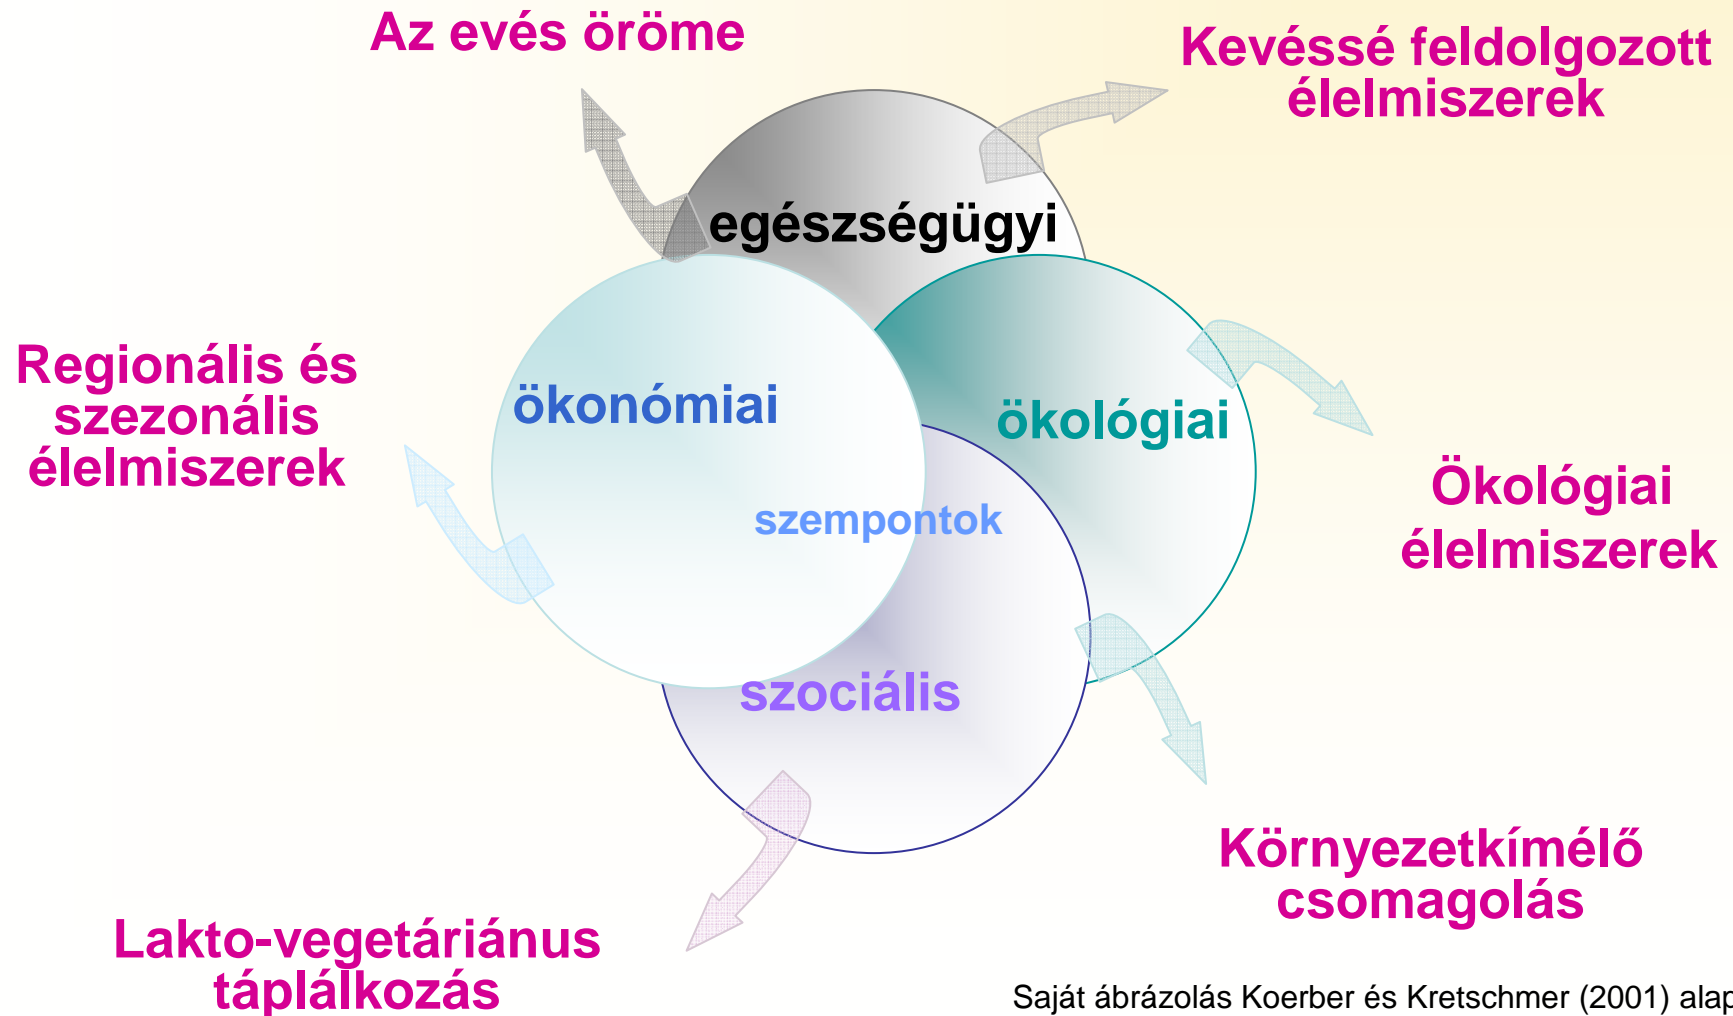 Az evés öröme
Kevéssé feldolgozott
élelmiszerek
egészségügyi
Regionális és
szezonális
élelmiszerek
ökonómiai
ökológiai
szempontok
Ökológiai
élelmiszerek
szociális
Környezetkímélő
csomagolás
Lakto-vegetáriánus
táplálkozás
Saját ábrázolás Koerber és Kretschmer (2001) alap